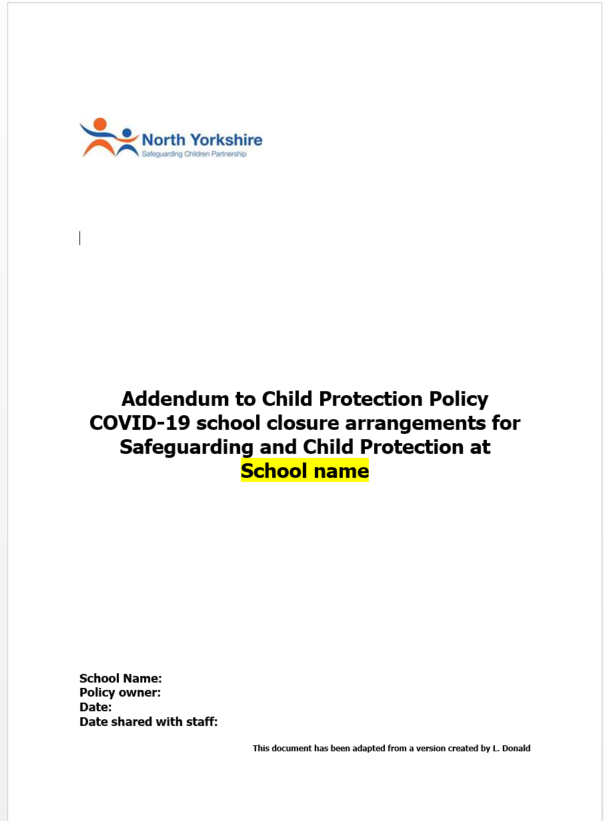 North Yorkshire
Safeguarding Children Partnership
Addendum to Child Protection Policy
COVID-19 school closure arrangements for
Safeguarding and Child Protection at
School name
School Name:
Policy owner:
Date:
Date shared with staff:
This document has been adapted from a version created by L. Donald